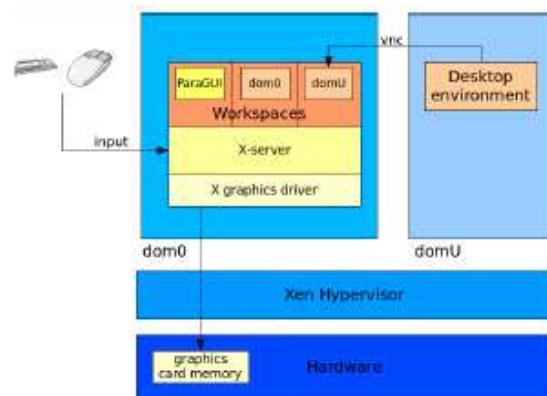 vnc
ParaGUI
dom0
domU
Desktop
environment
Workspaces
input
X-server
X graphics driver
dom0
domU
Xen Hypervisor
graphics
card memory
Hardware